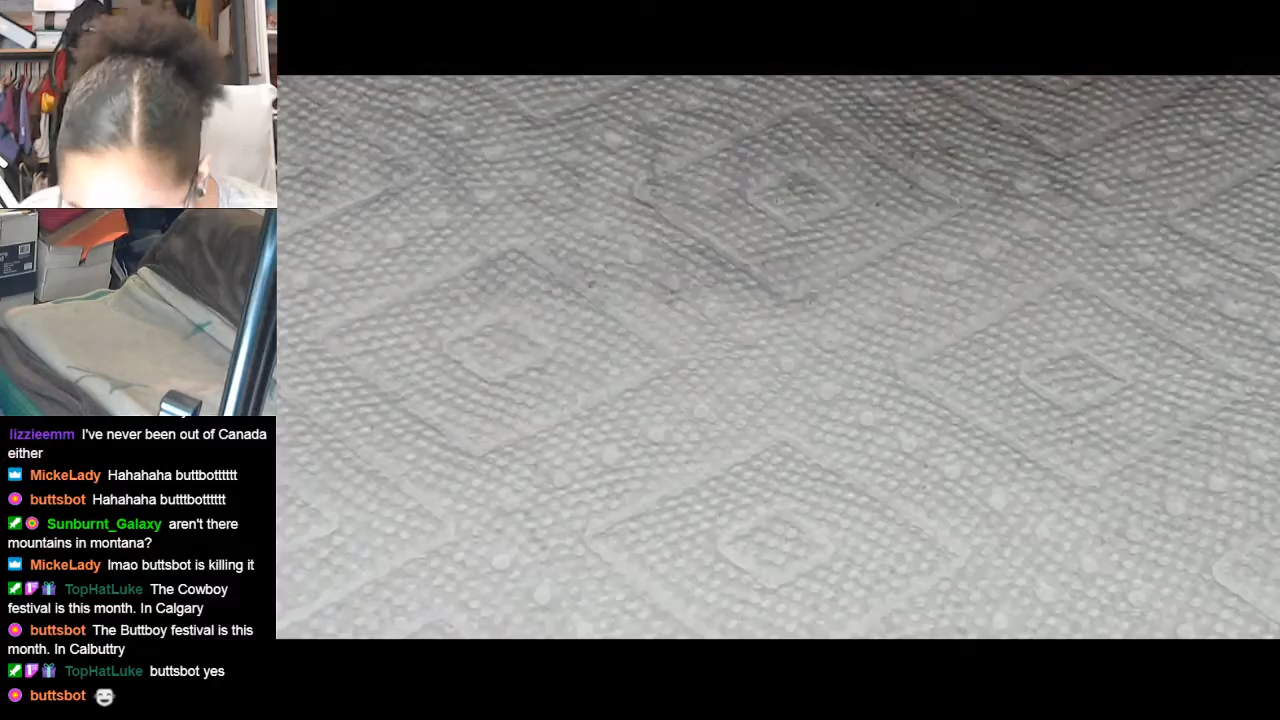 lizzieemm I've never been out of Canada
either
MickeLady Hahahaha buttbotttttt
buttsbot Hahahaha butttbotttttt
Sunburnt_Galaxy aren't there
mountains in montana?
MickeLady lmao buttsbot is killing it
TopHatLuke The Cowboy
festival is this month. In Calgary
buttsbot The Buttboy festival is this
month. In Calbuttry
TopHatLuke buttsbot yes
buttsbot